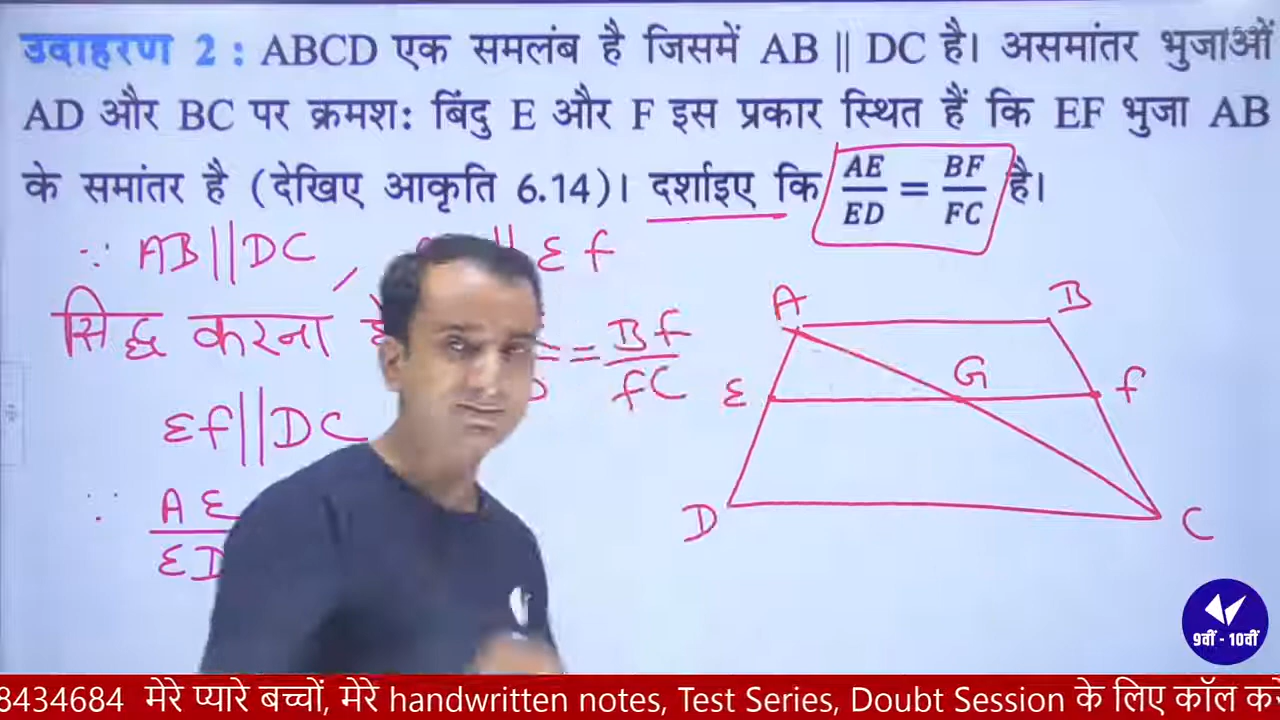 उदाहरण 2 : ABCD एक समलंब है जिसमें AB || DC है। असमांतर भुजाओं
AD और BC पर क्रमशः बिंदु E और F इस प्रकार स्थित हैं कि EF भुजा AB
के समांतर है (देखिए आकृति 6.14)। दर्शाइए कि AE/ED = BF/FC है।
∵ AB||DC, || Ef
सिद्ध करना है = Bf/fC
Ef||DC
∵ AE/ED
A B
E G f
D C
9वीं - 10वीं
8434684 मेरे प्यारे बच्चों, मेरे handwritten notes, Test Series, Doubt Session के लिए कॉल करें